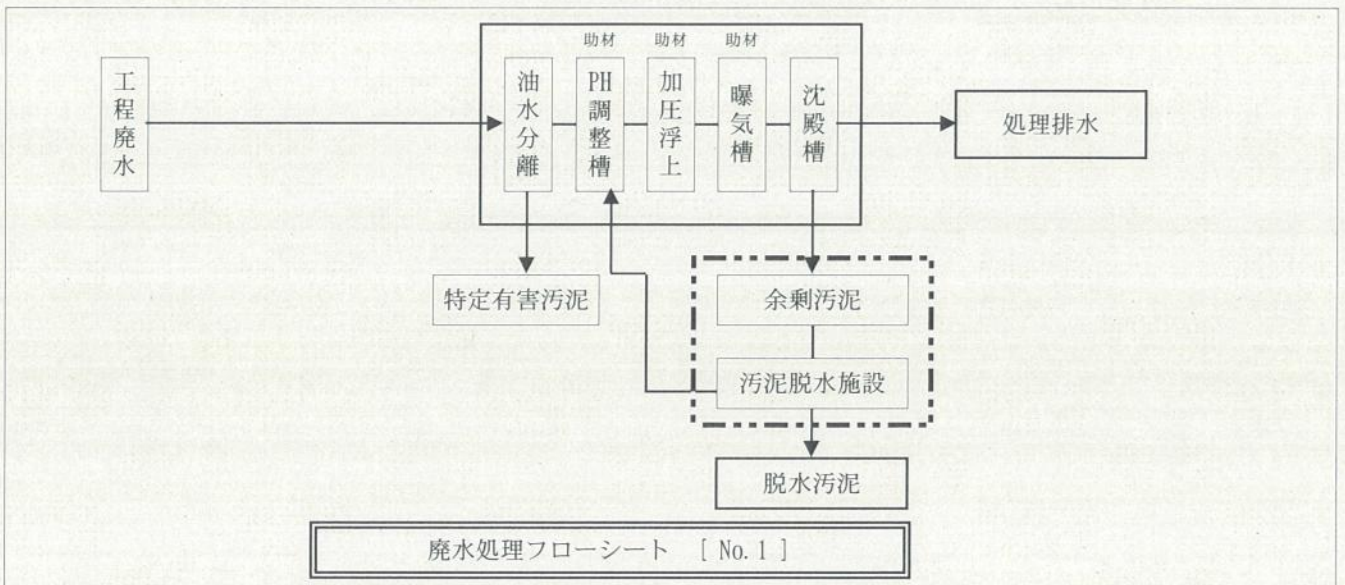 助材 助材 助材
工程廃水
油水分離
PH調整槽
加圧浮上
曝気槽
沈殿槽
処理排水
特定有害汚泥
余剰汚泥
汚泥脱水施設
脱水汚泥
廃水処理フローシート [ No.1 ]